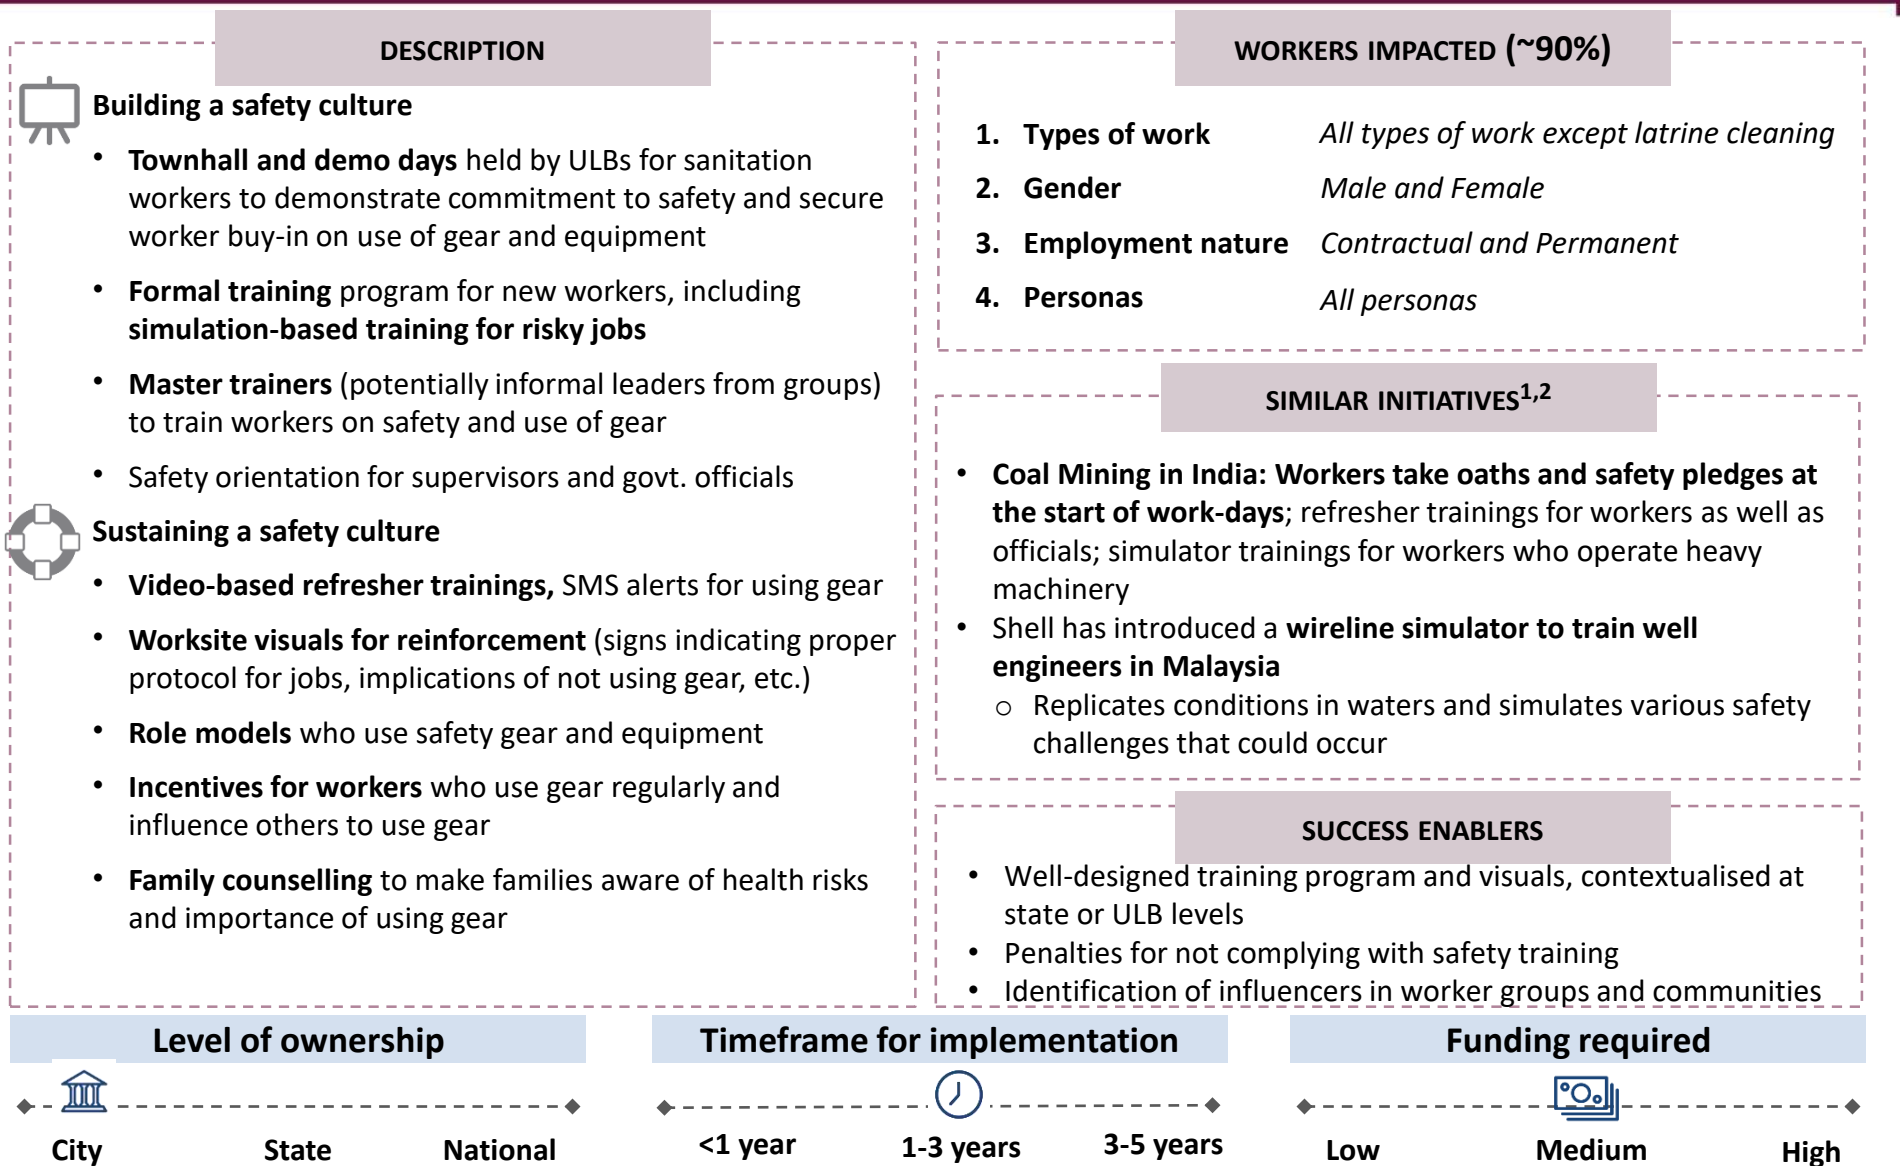 DESCRIPTION
Building a safety culture
• Townhall and demo days held by ULBs for sanitation
workers to demonstrate commitment to safety and secure
worker buy-in on use of gear and equipment
• Formal training program for new workers, including
simulation-based training for risky jobs
• Master trainers (potentially informal leaders from groups)
to train workers on safety and use of gear
• Safety orientation for supervisors and govt. officials
Sustaining a safety culture
• Video-based refresher trainings, SMS alerts for using gear
• Worksite visuals for reinforcement (signs indicating proper
protocol for jobs, implications of not using gear, etc.)
• Role models who use safety gear and equipment
• Incentives for workers who use gear regularly and
influence others to use gear
• Family counselling to make families aware of health risks
and importance of using gear
WORKERS IMPACTED (~90%)
1. Types of work All types of work except latrine cleaning
2. Gender Male and Female
3. Employment nature Contractual and Permanent
4. Personas All personas
SIMILAR INITIATIVES1,2
• Coal Mining in India: Workers take oaths and safety pledges at
the start of work-days; refresher trainings for workers as well as
officials; simulator trainings for workers who operate heavy
machinery
• Shell has introduced a wireline simulator to train well
engineers in Malaysia
o Replicates conditions in waters and simulates various safety
challenges that could occur
SUCCESS ENABLERS
• Well-designed training program and visuals, contextualised at
state or ULB levels
• Penalties for not complying with safety training
• Identification of influencers in worker groups and communities
Level of ownership
City State National
Timeframe for implementation
<1 year 1-3 years 3-5 years
Funding required
Low Medium High